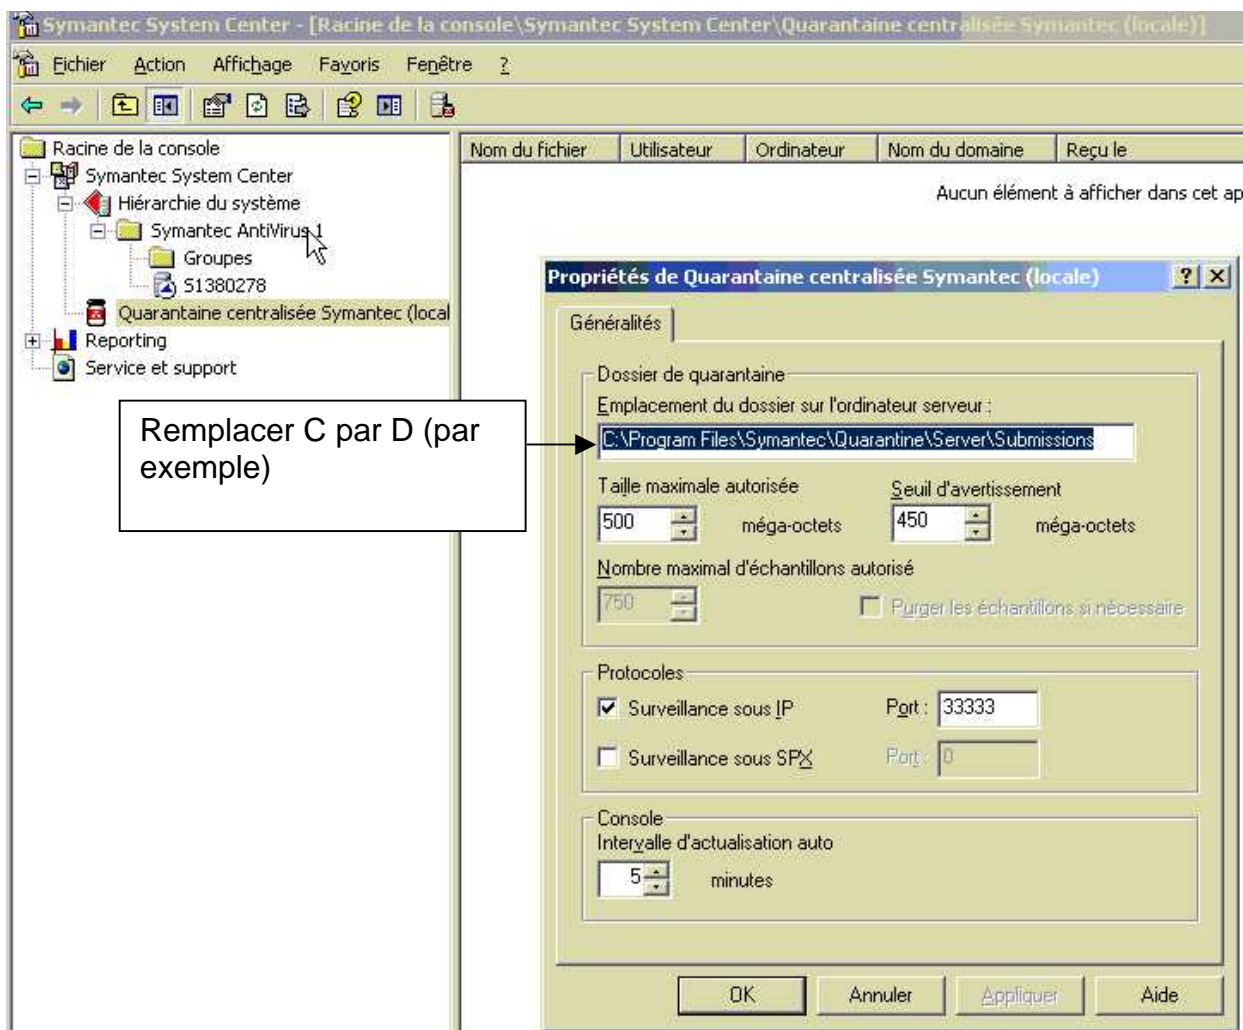 Symantec System Center - [Racine de la console\Symantec System Center\Quarantaine centralisée Symantec (locale)]
Fichier Action Affichage Favoris Fenêtre ?
Racine de la console
Symantec System Center
Hiérarchie du système
Symantec AntiVirus 1
Groupes
S1380278
Quarantaine centralisée Symantec (local
Reporting
Service et support
Nom du fichier Utilisateur Ordinateur Nom du domaine Reçu le
Aucun élément à afficher dans cet ap
Remplacer C par D (par
exemple)
Propriétés de Quarantaine centralisée Symantec (locale)
Généralités
Dossier de quarantaine
Emplacement du dossier sur l'ordinateur serveur :
C:\Program Files\Symantec\Quarantine\Server\Submissions
Taille maximale autorisée Seuil d'avertissement
500 méga-octets 450 méga-octets
Nombre maximal d'échantillons autorisé
750 Purger les échantillons si nécessaire
Protocoles
Surveillance sous IP Port : 33333
Surveillance sous SPX Port : 0
Console
Intervalle d'actualisation auto
5 minutes
OK Annuler Appliquer Aide